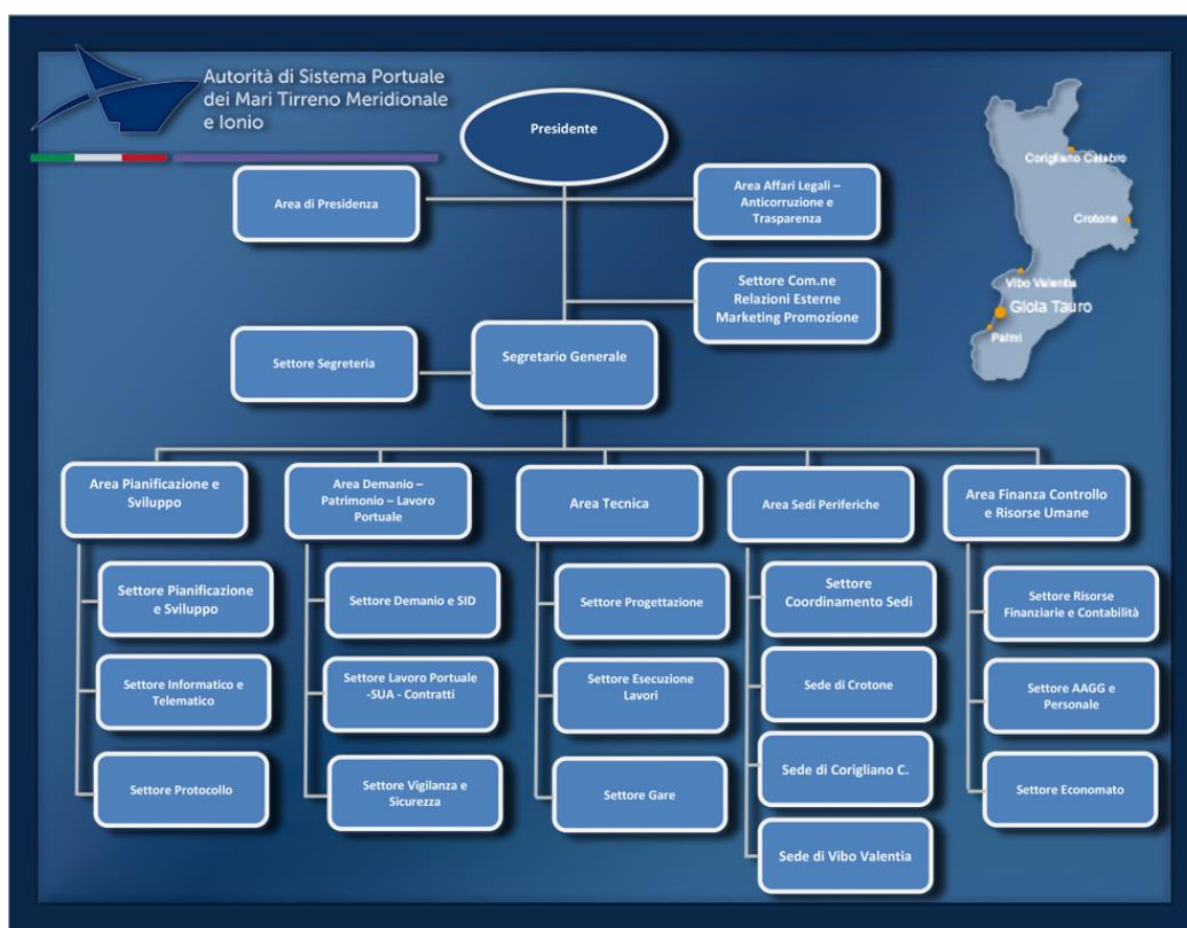 Autorità di Sistema Portuale
dei Mari Tirreno Meridionale
e Ionio
Presidente
Area di Presidenza
Area Affari Legali –
Anticorruzione e
Trasparenza
Settore Com.ne
Relazioni Esterne
Marketing Promozione
Settore Segreteria
Segretario Generale
Corigliano Calabro
Crotone
Vibo Valentia
Gioia Tauro
Palmi
Area Pianificazione e
Sviluppo
Settore Pianificazione
e Sviluppo
Settore Informatico e
Telematico
Settore Protocollo
Area Demanio –
Patrimonio – Lavoro
Portuale
Settore Demanio e SID
Settore Lavoro Portuale
-SUA - Contratti
Settore Vigilanza e
Sicurezza
Area Tecnica
Settore Progettazione
Settore Esecuzione
Lavori
Settore Gare
Area Sedi Periferiche
Settore
Coordinamento Sedi
Sede di Crotone
Sede di Corigliano C.
Sede di Vibo Valentia
Area Finanza Controllo
e Risorse Umane
Settore Risorse
Finanziarie e Contabilità
Settore AAGG e
Personale
Settore Economato